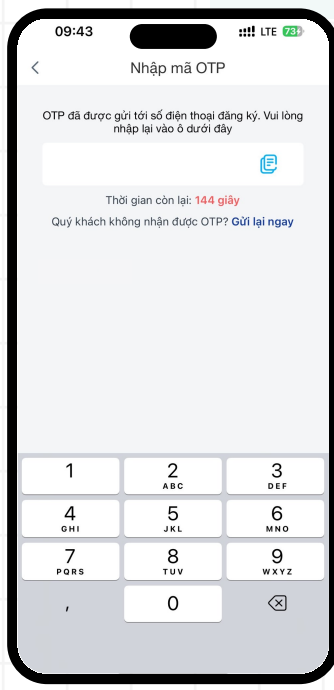 09:43 LTE 73
Nhập mã OTP
OTP đã được gửi tới số điện thoại đăng ký. Vui lòng
nhập lại vào ô dưới đây
Thời gian còn lại: 144 giây
Quý khách không nhận được OTP? Gửi lại ngay
1 2 3
ABC DEF
4 5 6
GHI JKL MNO
7 8 9
PQRS TUV WXYZ
, 0